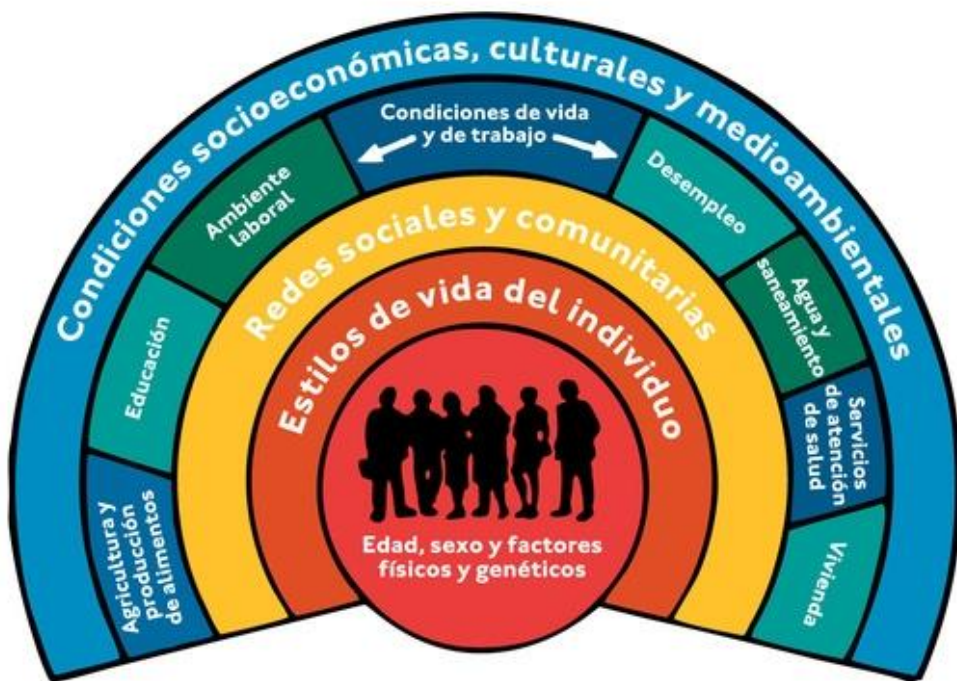 Condiciones socioeconómicas, culturales y medioambientales
Condiciones de vida
y de trabajo
Agricultura y
producción
de alimentos
Educación
Ambiente
laboral
Desempleo
Agua y
saneamiento
Servicios
de atención
de salud
Vivienda
Redes sociales y comunitarias
Estilos de vida del individuo
Edad, sexo y factores
físicos y genéticos